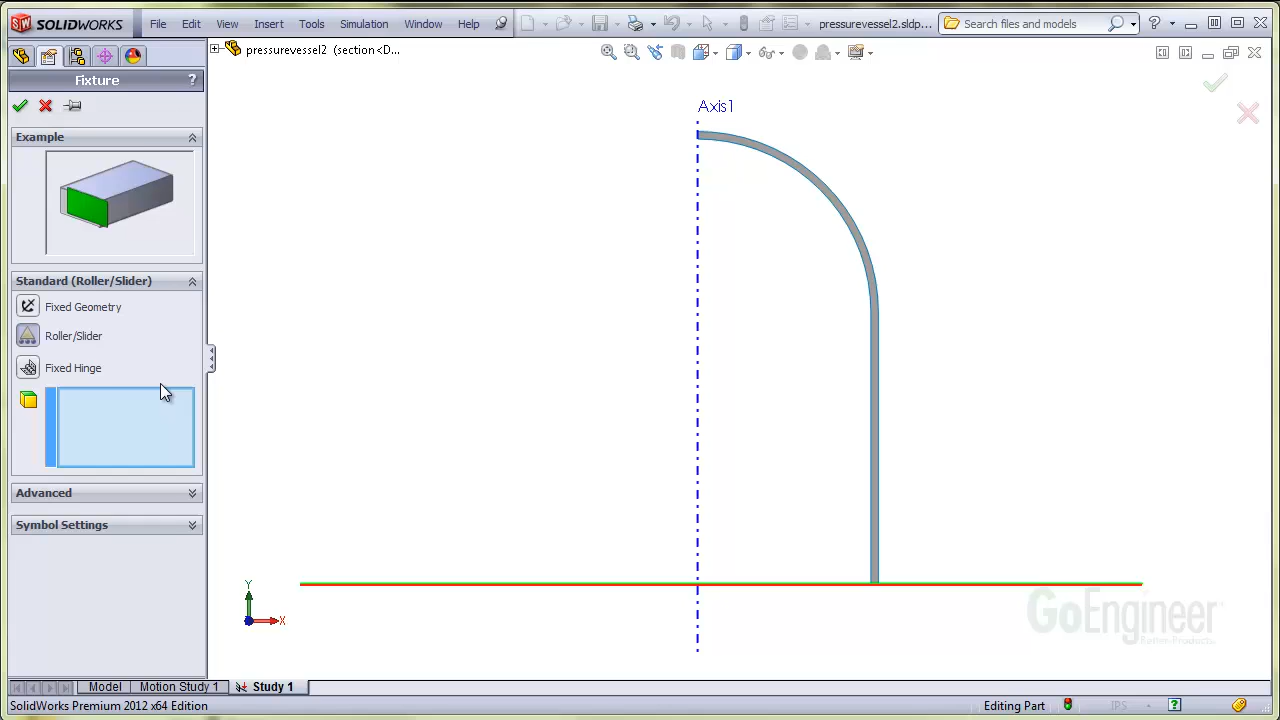 SOLIDWORKS File Edit View Insert Tools Simulation Window Help pressurevessel2.sldp... Search files and models ?
pressurevessel2 (section<D...
Fixture ?
Example
Standard (Roller/Slider)
Fixed Geometry
Roller/Slider
Fixed Hinge
Advanced
Symbol Settings
Axis1
Y
X
GoEngineer
Model Motion Study 1 Study 1
SolidWorks Premium 2012 x64 Edition Editing Part IPS ?